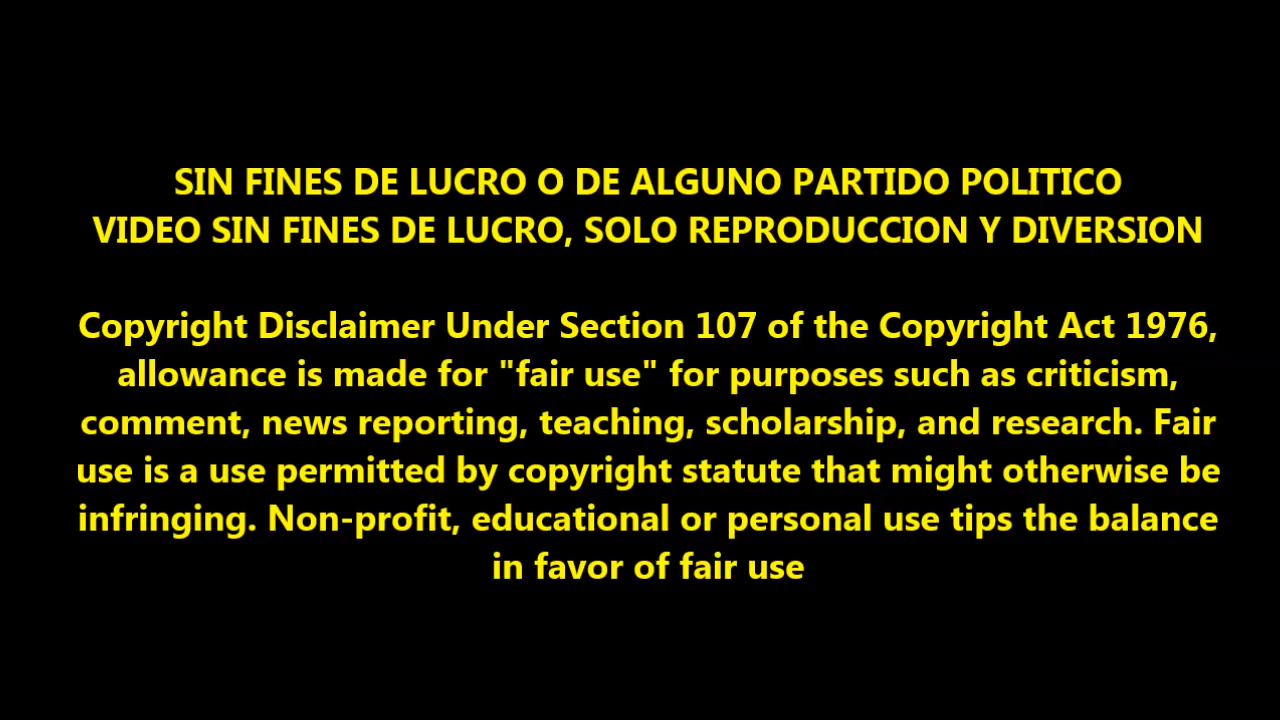 SIN FINES DE LUCRO O DE ALGUNO PARTIDO POLITICO
VIDEO SIN FINES DE LUCRO, SOLO REPRODUCCION Y DIVERSION
Copyright Disclaimer Under Section 107 of the Copyright Act 1976,
allowance is made for "fair use" for purposes such as criticism,
comment, news reporting, teaching, scholarship, and research. Fair
use is a use permitted by copyright statute that might otherwise be
infringing. Non-profit, educational or personal use tips the balance
in favor of fair use